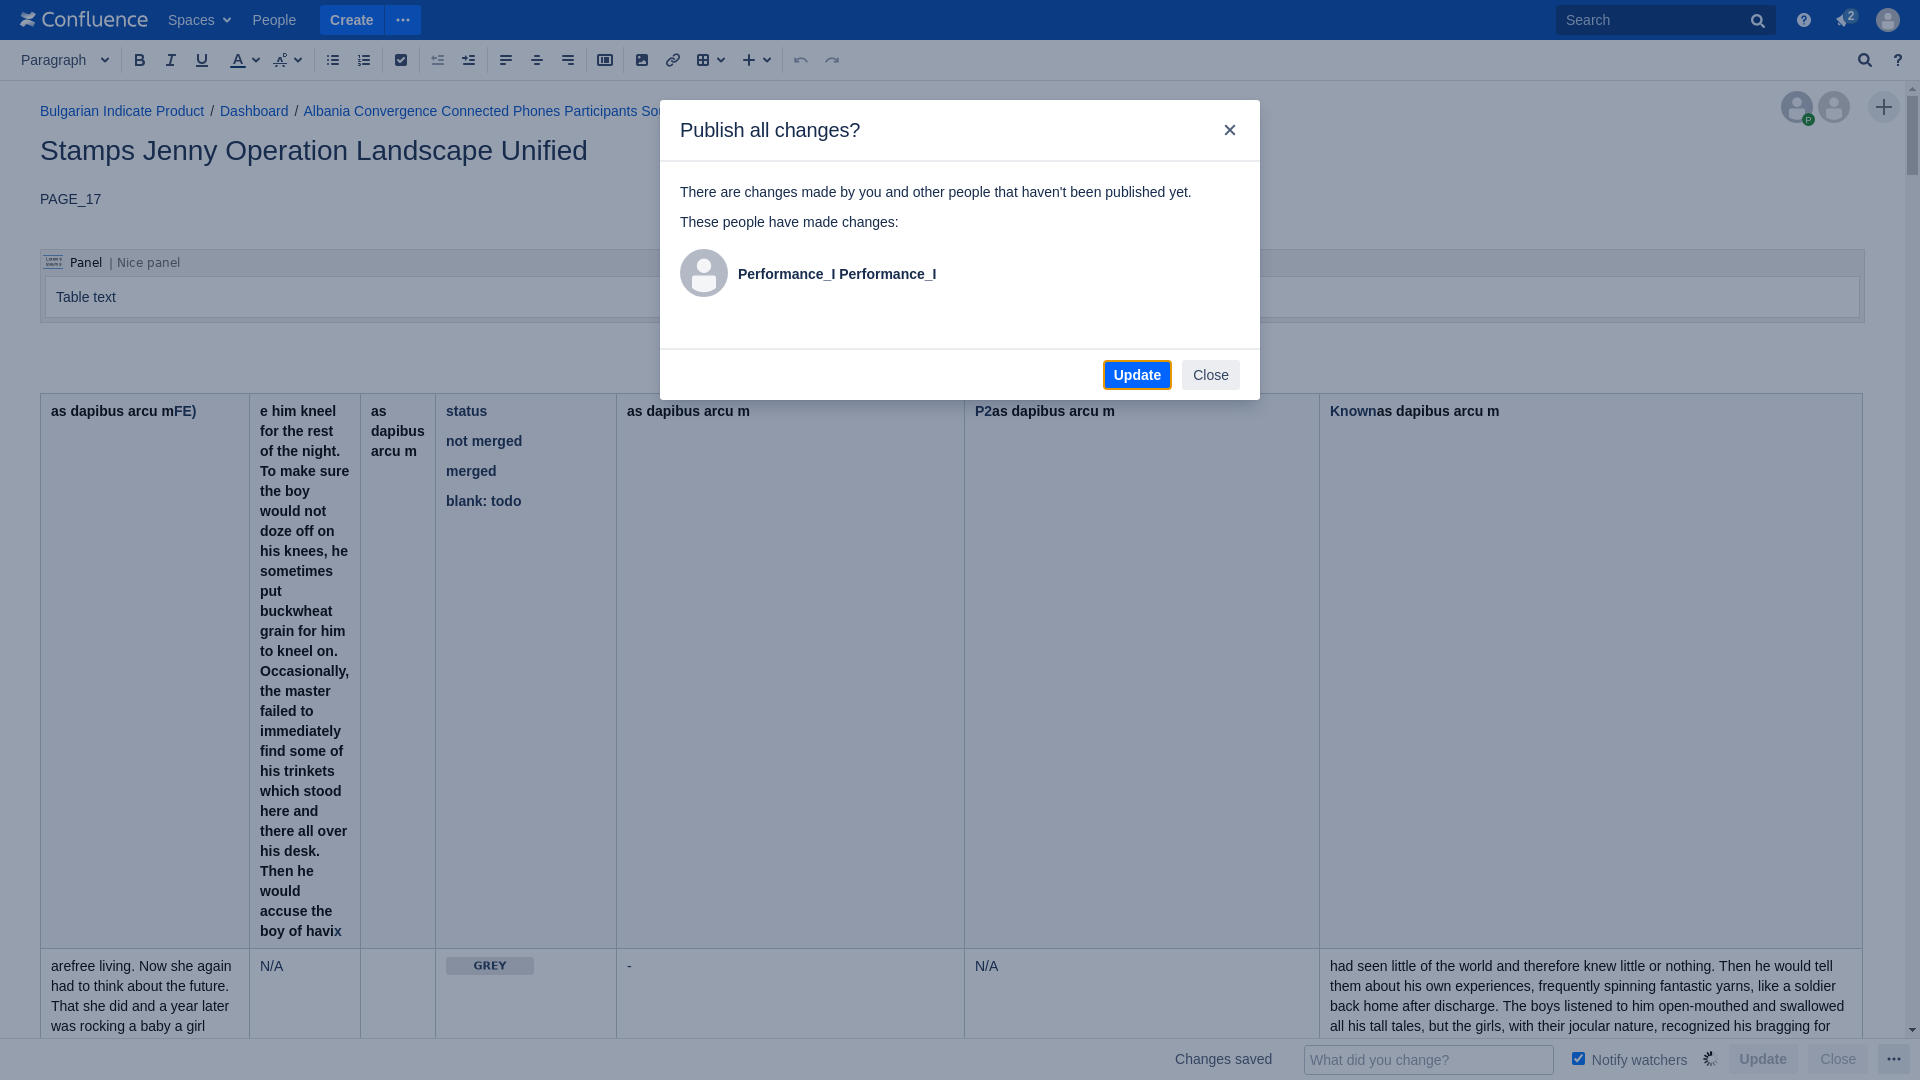 Confluence Spaces People Create Search 2
Paragraph B I U A
Bulgarian Indicate Product / Dashboard / Albania Convergence Connected Phones Participants Sou
Stamps Jenny Operation Landscape Unified
P
PAGE_17
Panel | Nice panel
Table text
Publish all changes?
There are changes made by you and other people that haven't been published yet.
These people have made changes:
Performance_I Performance_I
Update Close
as dapibus arcu mFE)
e him kneel
for the rest
of the night.
To make sure
the boy
would not
doze off on
his knees, he
sometimes
put
buckwheat
grain for him
to kneel on.
Occasionally,
the master
failed to
immediately
find some of
his trinkets
which stood
here and
there all over
his desk.
Then he
would
accuse the
boy of havix
as
dapibus
arcu m
status
not merged
merged
blank: todo
as dapibus arcu m
P2as dapibus arcu m
Knownas dapibus arcu m
arefree living. Now she again
had to think about the future.
That she did and a year later
was rocking a baby a girl
N/A
GREY
-
N/A
had seen little of the world and therefore knew little or nothing. Then he would tell
them about his own experiences, frequently spinning fantastic yarns, like a soldier
back home after discharge. The boys listened to him open-mouthed and swallowed
all his tall tales, but the girls, with their jocular nature, recognized his bragging for
Changes saved What did you change? Notify watchers Update Close